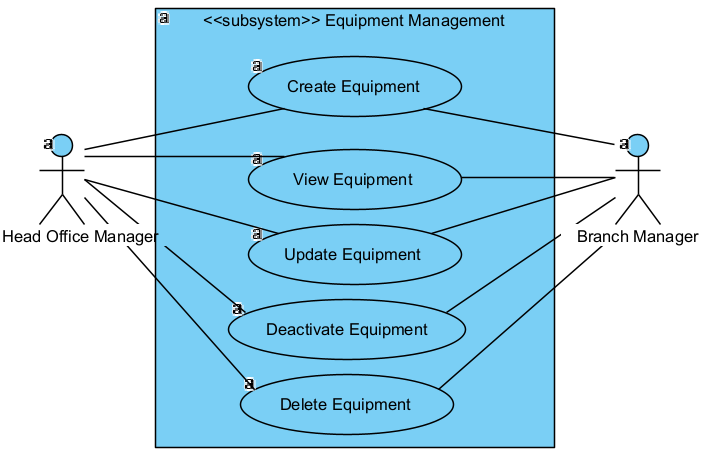 a <<subsystem>> Equipment Management
a
Create Equipment
a
a
a
View Equipment
Head Office Manager
Branch Manager
a
Update Equipment
a
Deactivate Equipment
a
Delete Equipment